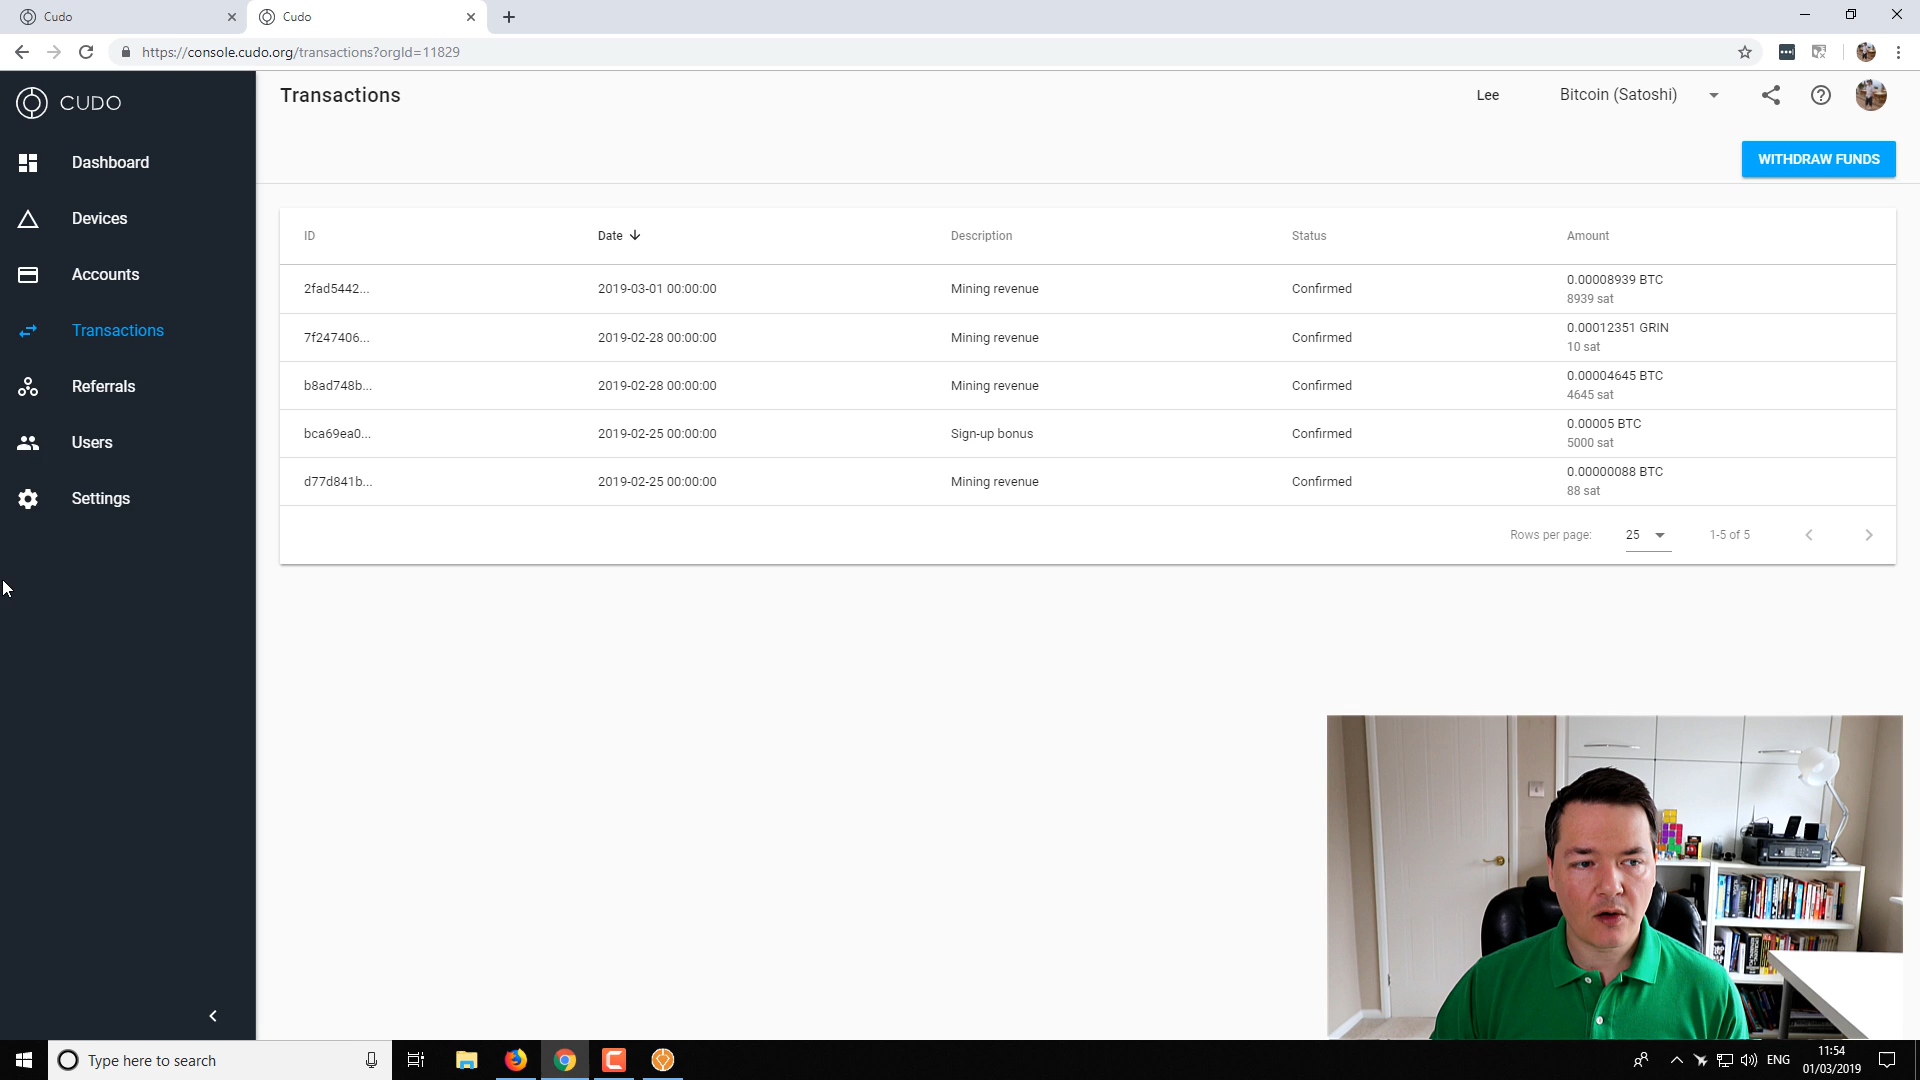 Cudo
Cudo
https://console.cudo.org/transactions?orgId=11829
CUDO
Transactions
Lee
Bitcoin (Satoshi)
Dashboard
WITHDRAW FUNDS
Devices
ID
Date
Description
Status
Amount
Accounts
2fad5442...
2019-03-01 00:00:00
Mining revenue
Confirmed
0.00008939 BTC
8939 sat
Transactions
7f247406...
2019-02-28 00:00:00
Mining revenue
Confirmed
0.00012351 GRIN
10 sat
Referrals
b8ad748b...
2019-02-28 00:00:00
Mining revenue
Confirmed
0.00004645 BTC
4645 sat
Users
bca69ea0...
2019-02-25 00:00:00
Sign-up bonus
Confirmed
0.00005 BTC
5000 sat
Settings
d77d841b...
2019-02-25 00:00:00
Mining revenue
Confirmed
0.00000088 BTC
88 sat
Rows per page:
25
1-5 of 5
Type here to search
ENG
11:54
01/03/2019